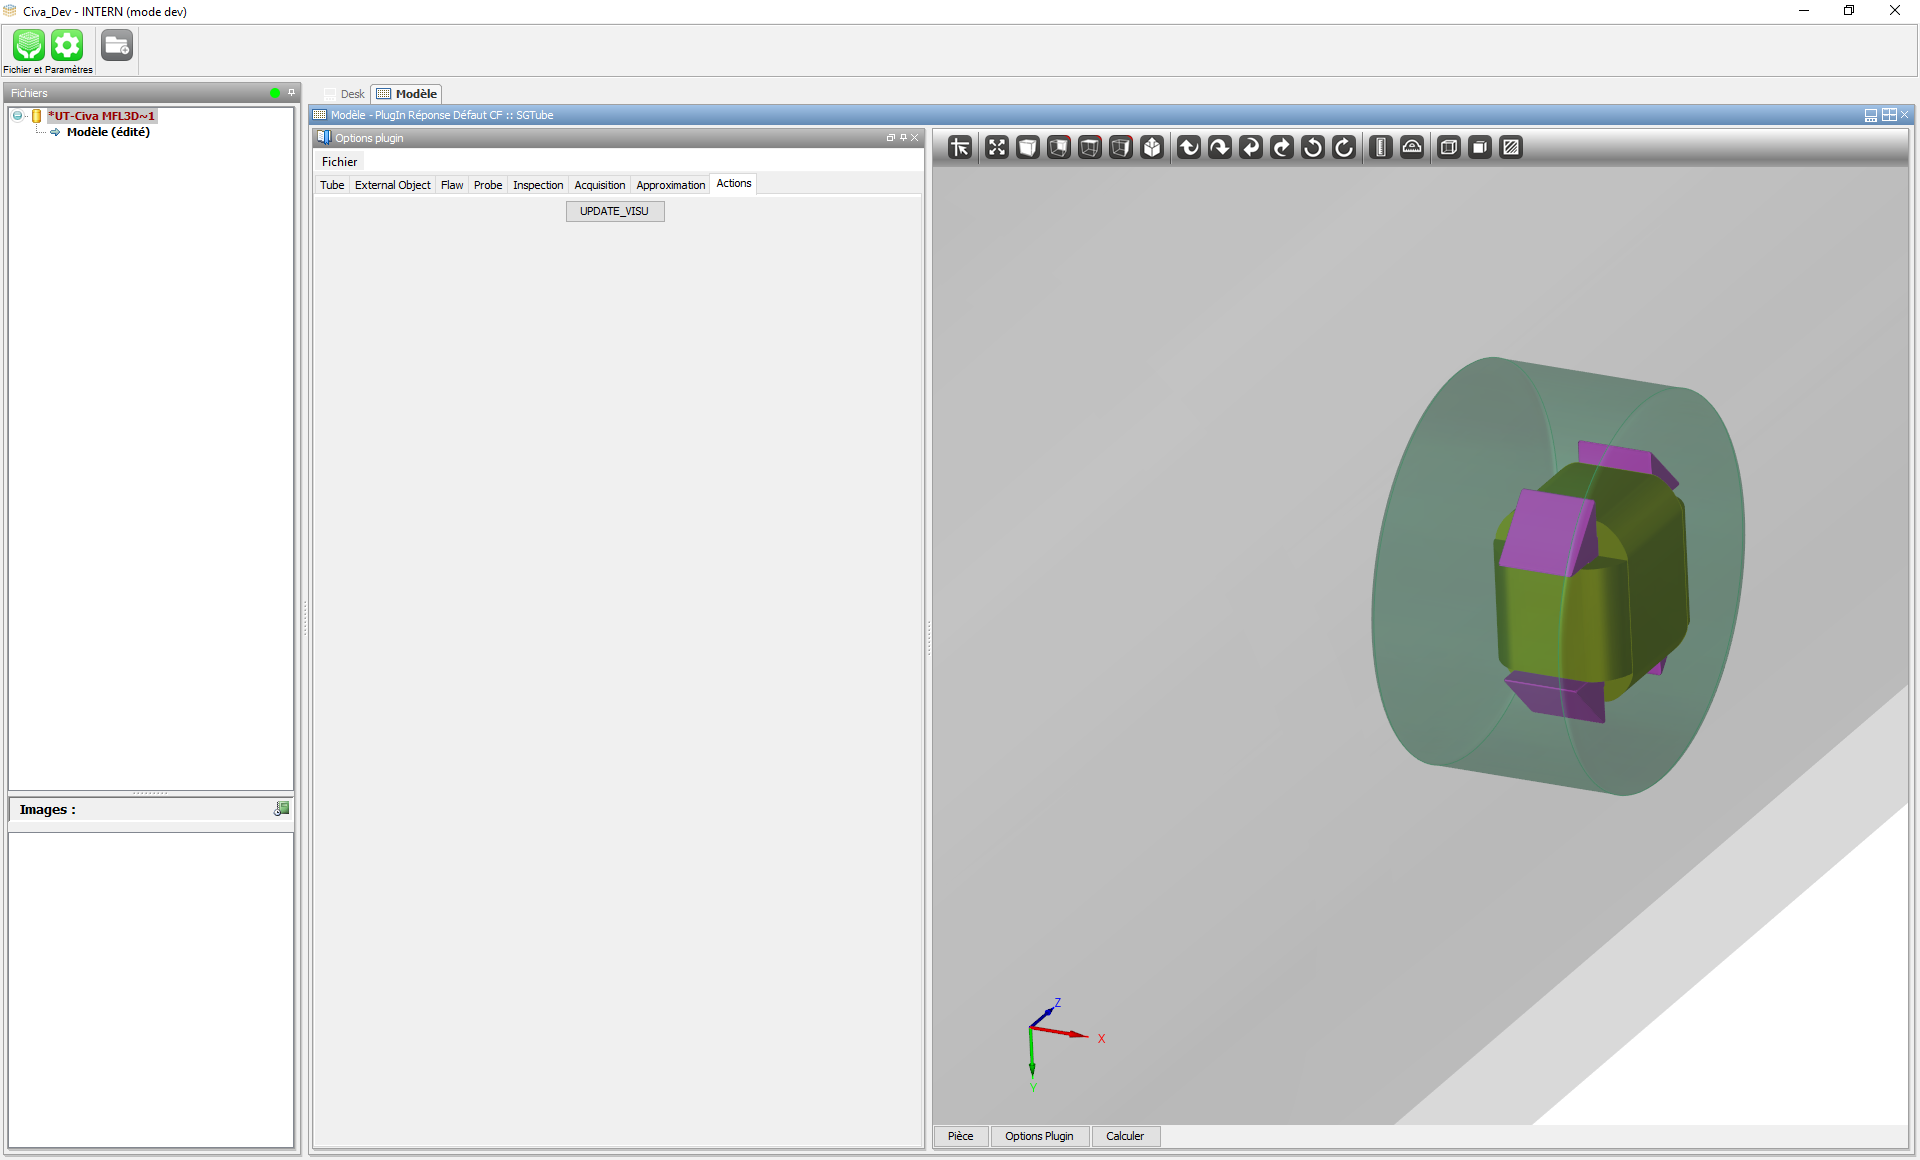 Civa_Dev - INTERN (mode dev)
Fichier et Paramètres
Fichiers
*UT-Civa MFL3D~1
Modèle (édité)
Images :
Desk
Modèle
Modèle - PlugIn Réponse Défaut CF :: SGTube
Options plugin
Fichier
Tube External Object Flaw Probe Inspection Acquisition Approximation Actions
UPDATE_VISU
Z
X
Y
Pièce Options Plugin Calculer